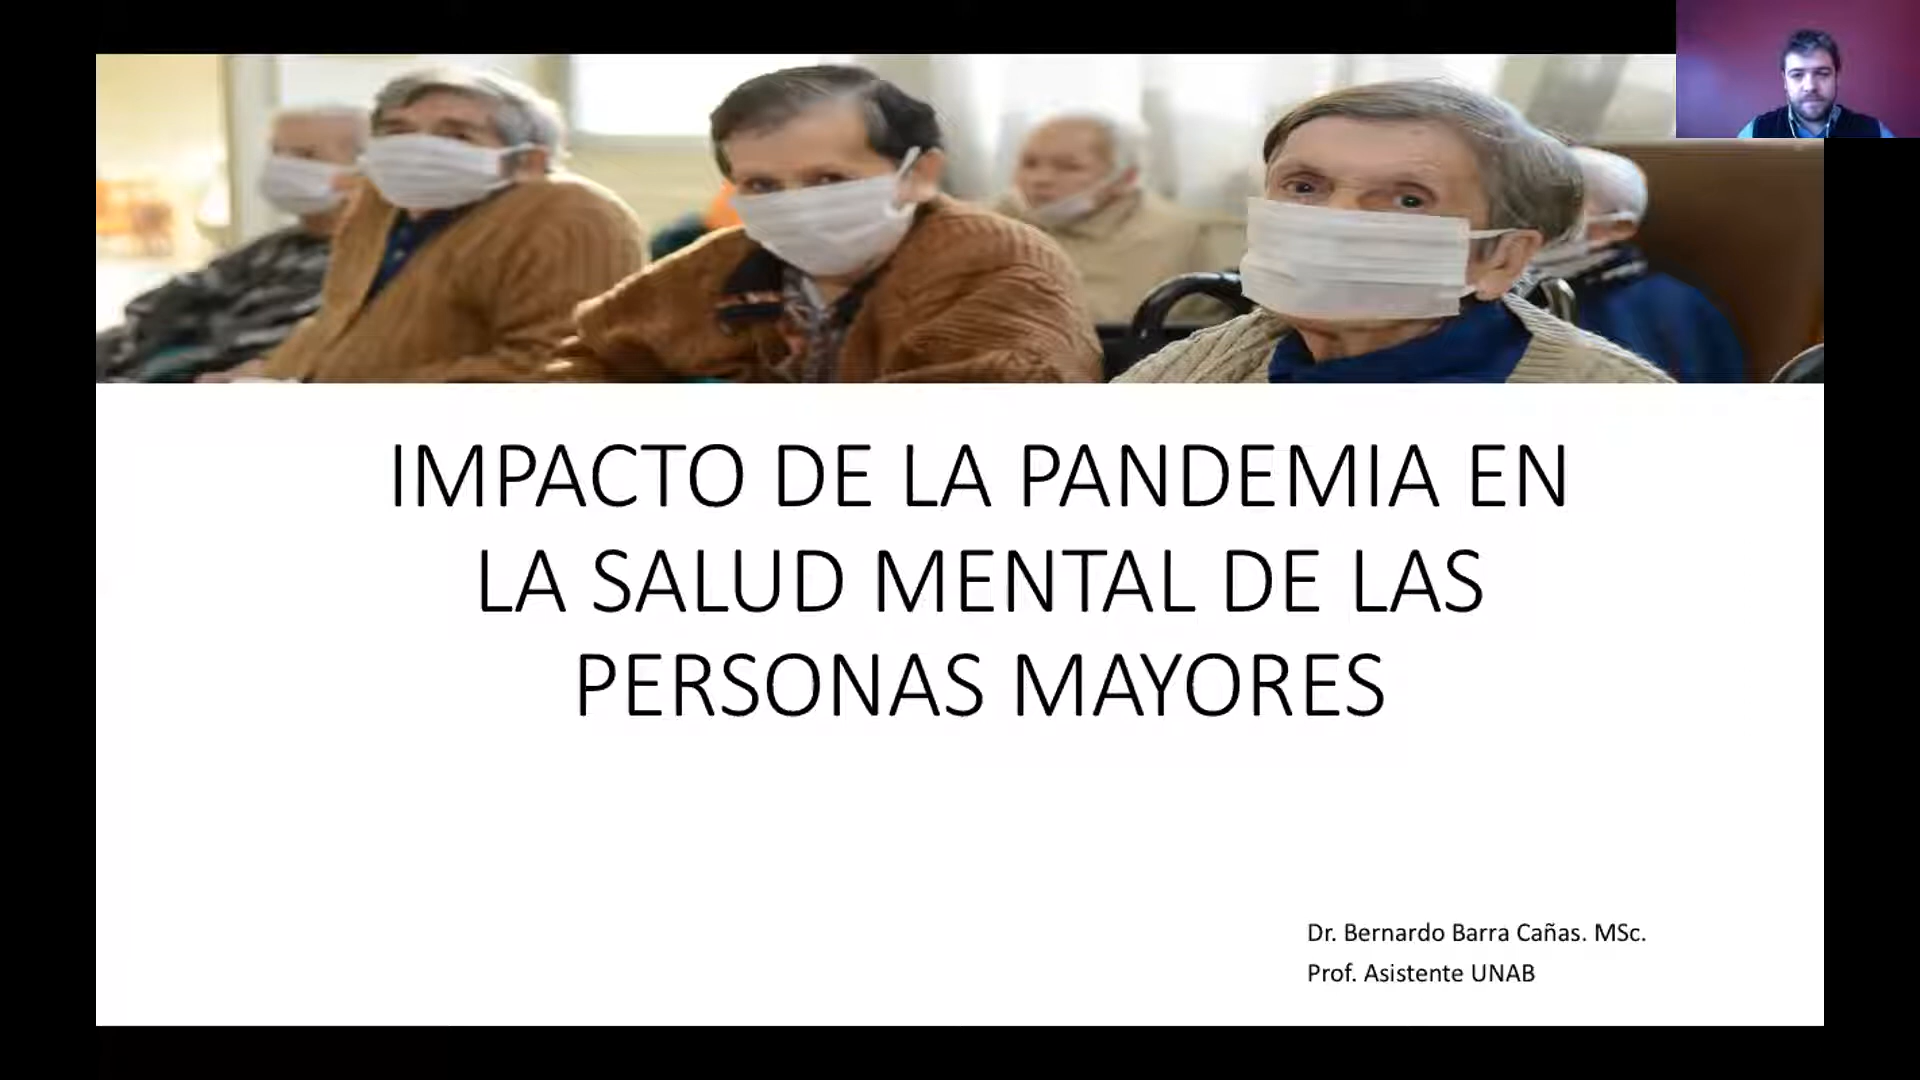 IMPACTO DE LA PANDEMIA EN
LA SALUD MENTAL DE LAS
PERSONAS MAYORES
Dr. Bernardo Barra Cañas. MSc.
Prof. Asistente UNAB